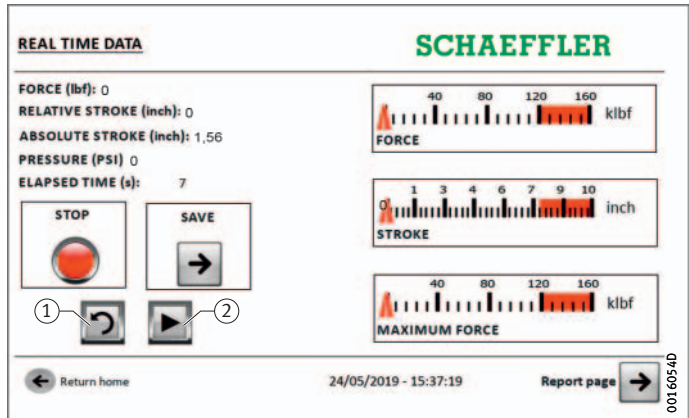 REAL TIME DATA
SCHAEFFLER
FORCE (lbf): 0
RELATIVE STROKE (inch): 0
ABSOLUTE STROKE (inch): 1,56
PRESSURE (PSI) 0
ELAPSED TIME (s): 7
STOP
SAVE
1
2
40 80 120 160
klbf
FORCE
0 1 3 4 6 7 9 10
inch
STROKE
40 80 120 160
klbf
MAXIMUM FORCE
Return home
24/05/2019 - 15:37:19
Report page
0016054D